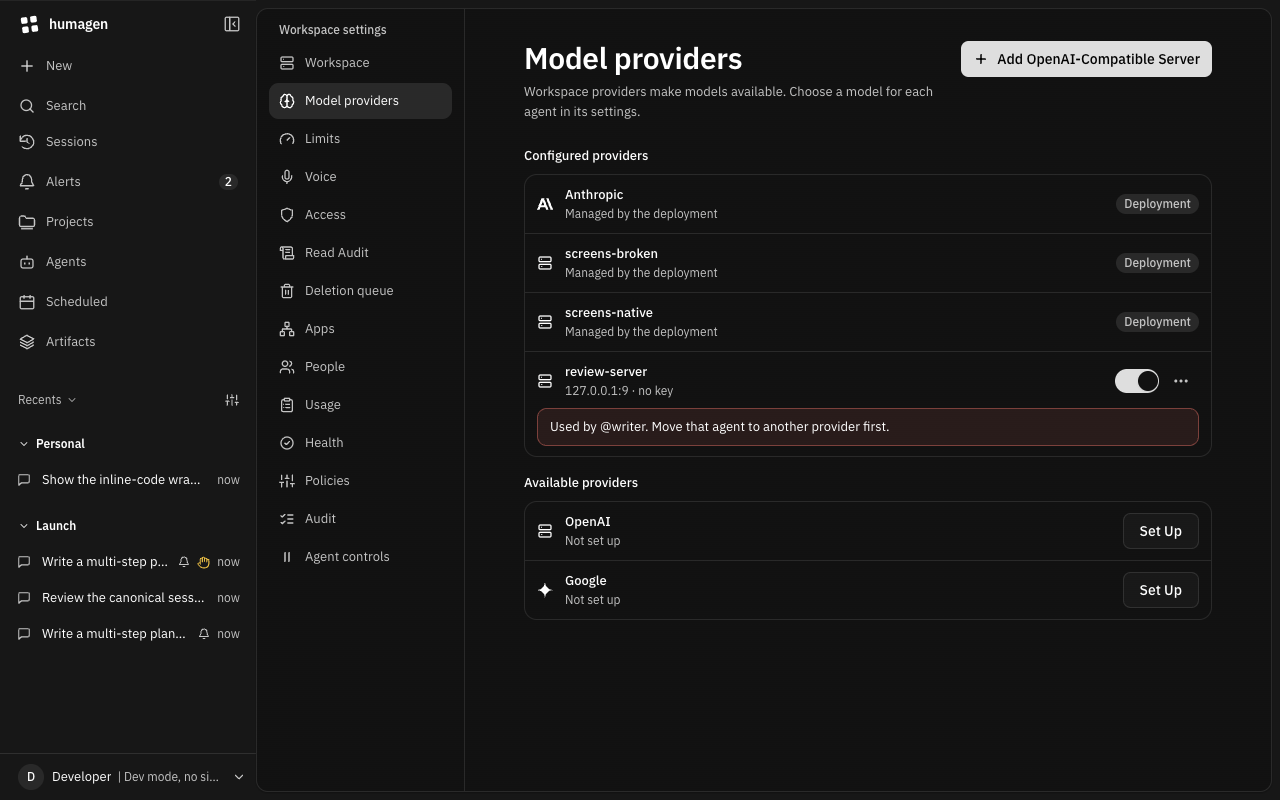 humagen
New
Search
Sessions
Alerts
2
Projects
Agents
Scheduled
Artifacts
Recents
Personal
Show the inline-code wra... now
Launch
Write a multi-step p... now
Review the canonical sess... now
Write a multi-step plan... now
D Developer | Dev mode, no si...
Workspace settings
Workspace
Model providers
Limits
Voice
Access
Read Audit
Deletion queue
Apps
People
Usage
Health
Policies
Audit
Agent controls
Model providers
Add OpenAI-Compatible Server
Workspace providers make models available. Choose a model for each
agent in its settings.
Configured providers
Anthropic
Managed by the deployment
Deployment
screens-broken
Managed by the deployment
Deployment
screens-native
Managed by the deployment
Deployment
review-server
127.0.0.1:9 · no key
Used by @writer. Move that agent to another provider first.
Available providers
OpenAI
Not set up
Set Up
Google
Not set up
Set Up